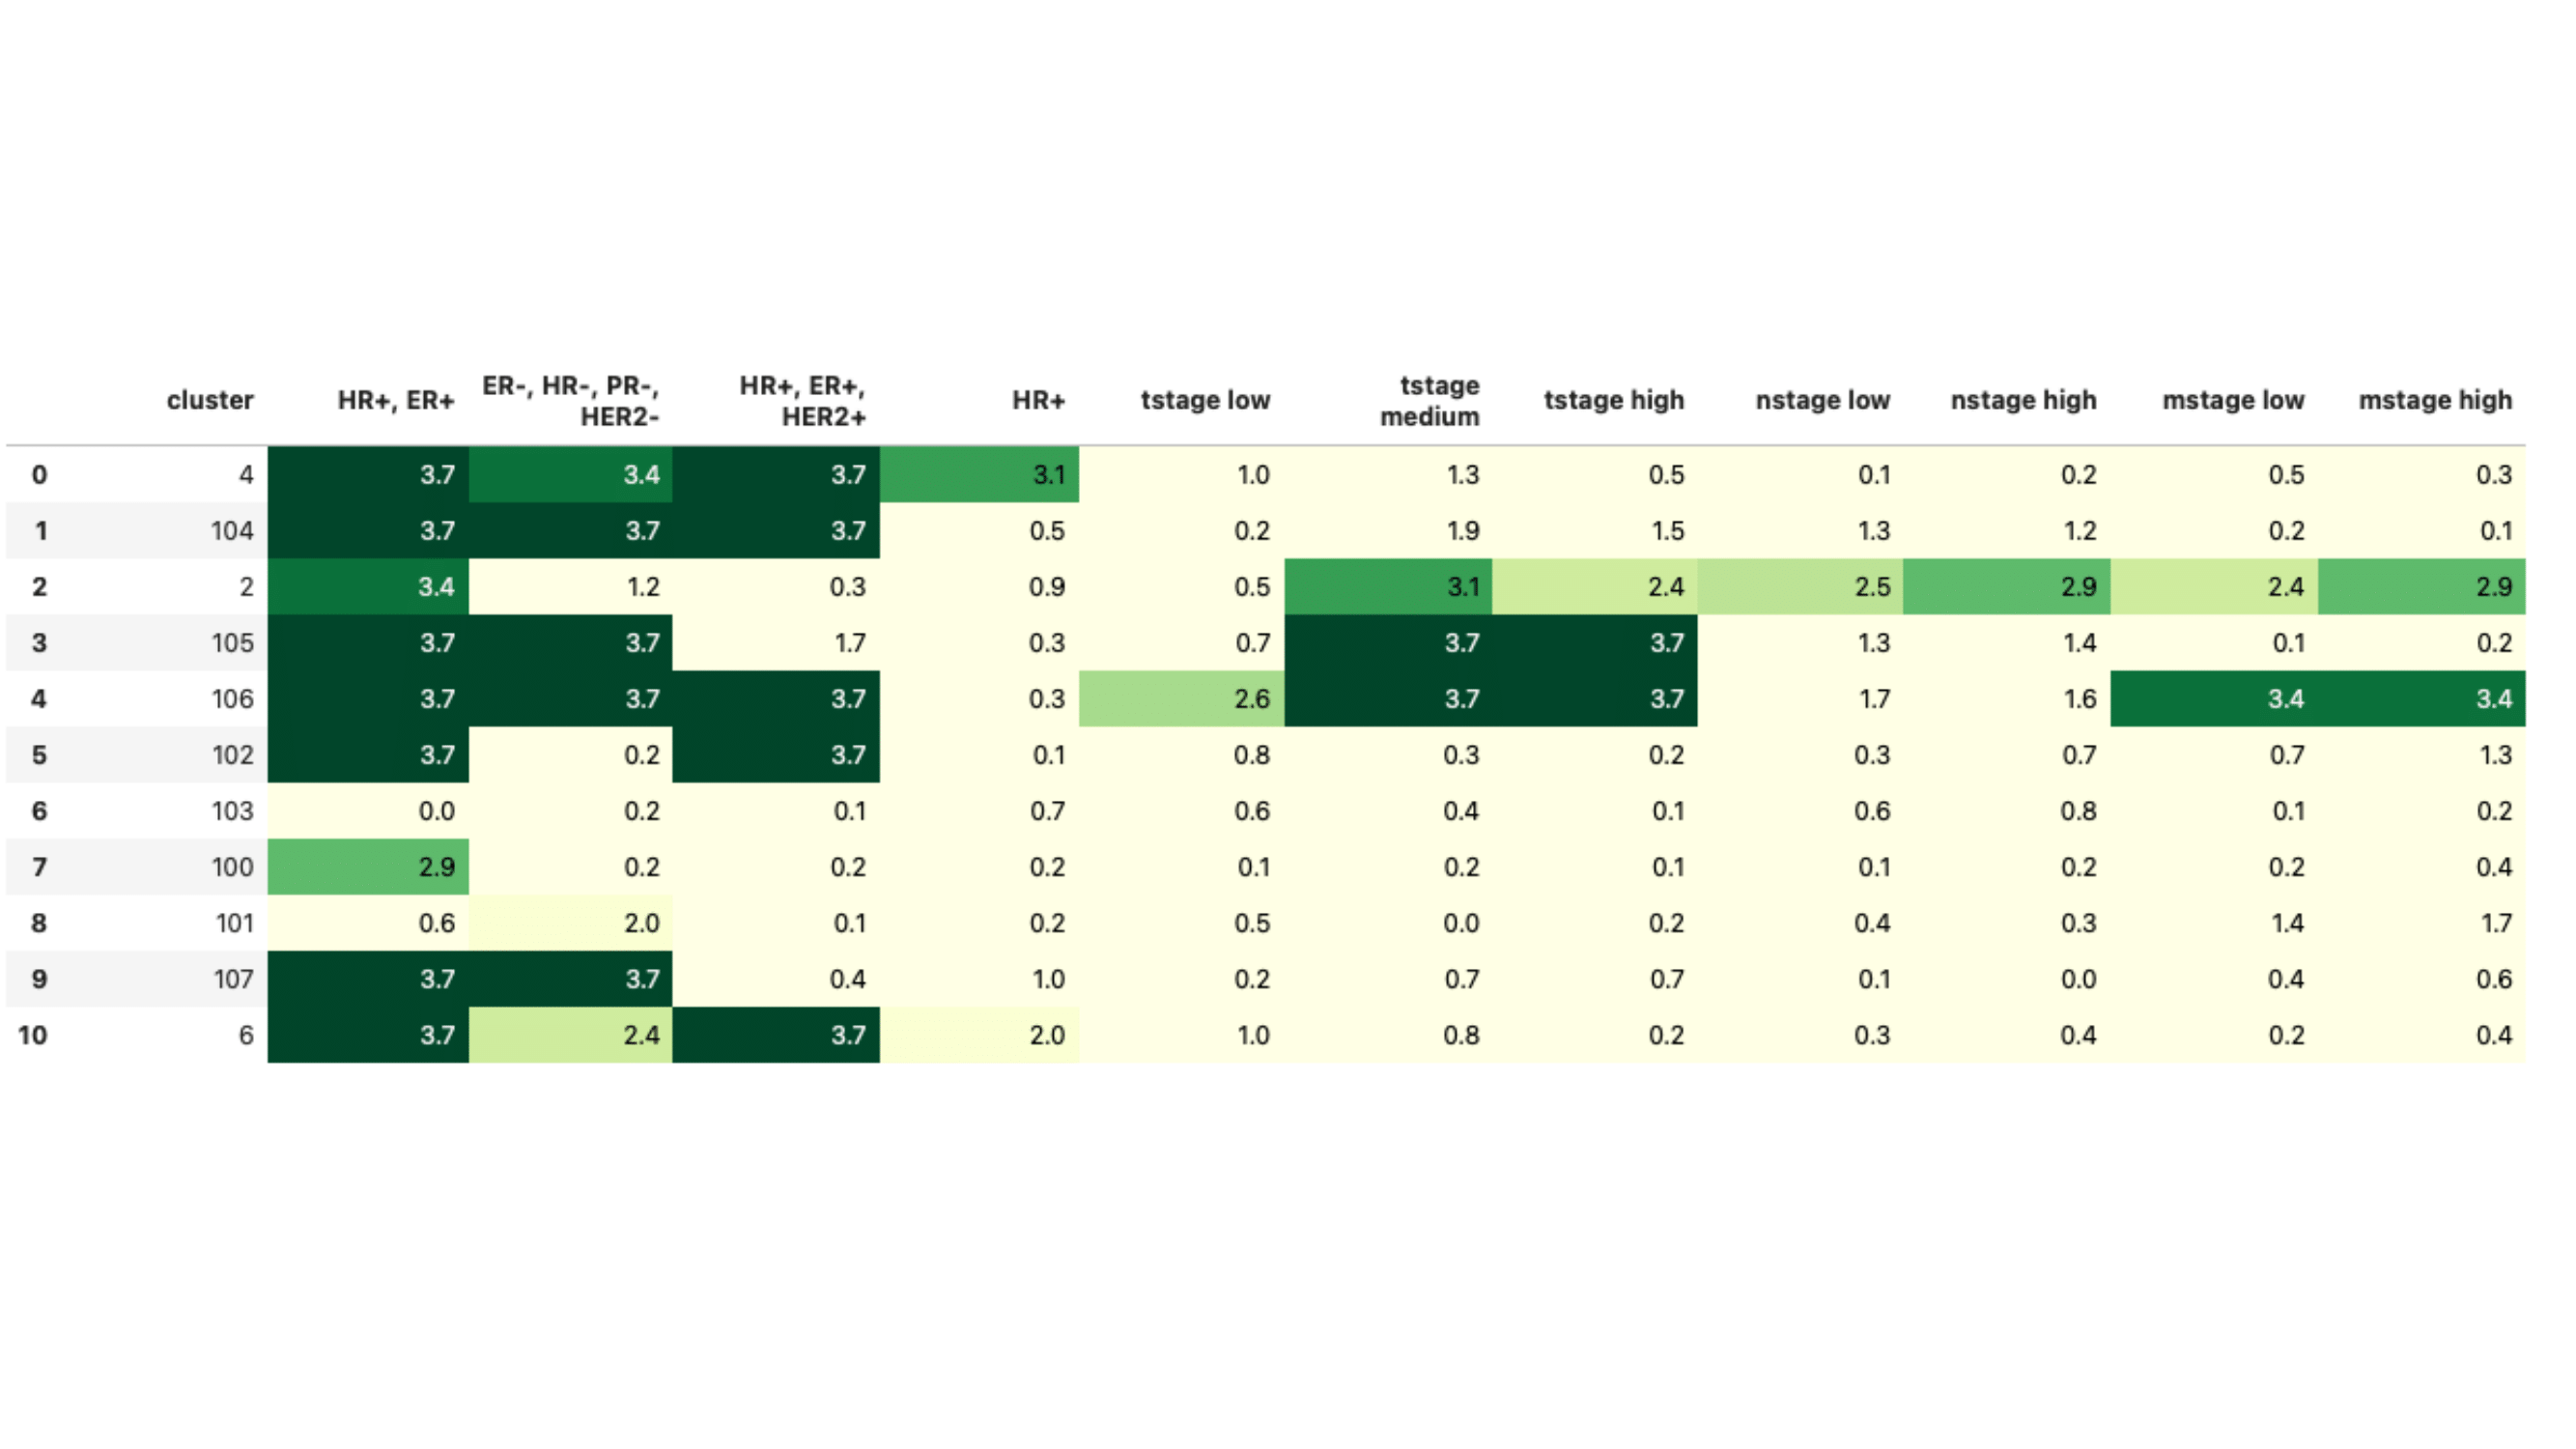 cluster HR+, ER+ ER-, HR-, PR-, HER2- HR+, ER+, HER2+ HR+ tstage low tstage medium tstage high nstage low nstage high mstage low mstage high
0 4 3.7 3.4 3.7 3.1 1.0 1.3 0.5 0.1 0.2 0.5 0.3
1 104 3.7 3.7 3.7 0.5 0.2 1.9 1.5 1.3 1.2 0.2 0.1
2 2 3.4 1.2 0.3 0.9 0.5 3.1 2.4 2.5 2.9 2.4 2.9
3 105 3.7 3.7 1.7 0.3 0.7 3.7 3.7 1.3 1.4 0.1 0.2
4 106 3.7 3.7 3.7 0.3 2.6 3.7 3.7 1.7 1.6 3.4 3.4
5 102 3.7 0.2 3.7 0.1 0.8 0.3 0.2 0.3 0.7 0.7 1.3
6 103 0.0 0.2 0.1 0.7 0.6 0.4 0.1 0.6 0.8 0.1 0.2
7 100 2.9 0.2 0.2 0.2 0.1 0.2 0.1 0.1 0.2 0.2 0.4
8 101 0.6 2.0 0.1 0.2 0.5 0.0 0.2 0.4 0.3 1.4 1.7
9 107 3.7 3.7 0.4 1.0 0.2 0.7 0.7 0.1 0.0 0.4 0.6
10 6 3.7 2.4 3.7 2.0 1.0 0.8 0.2 0.3 0.4 0.2 0.4